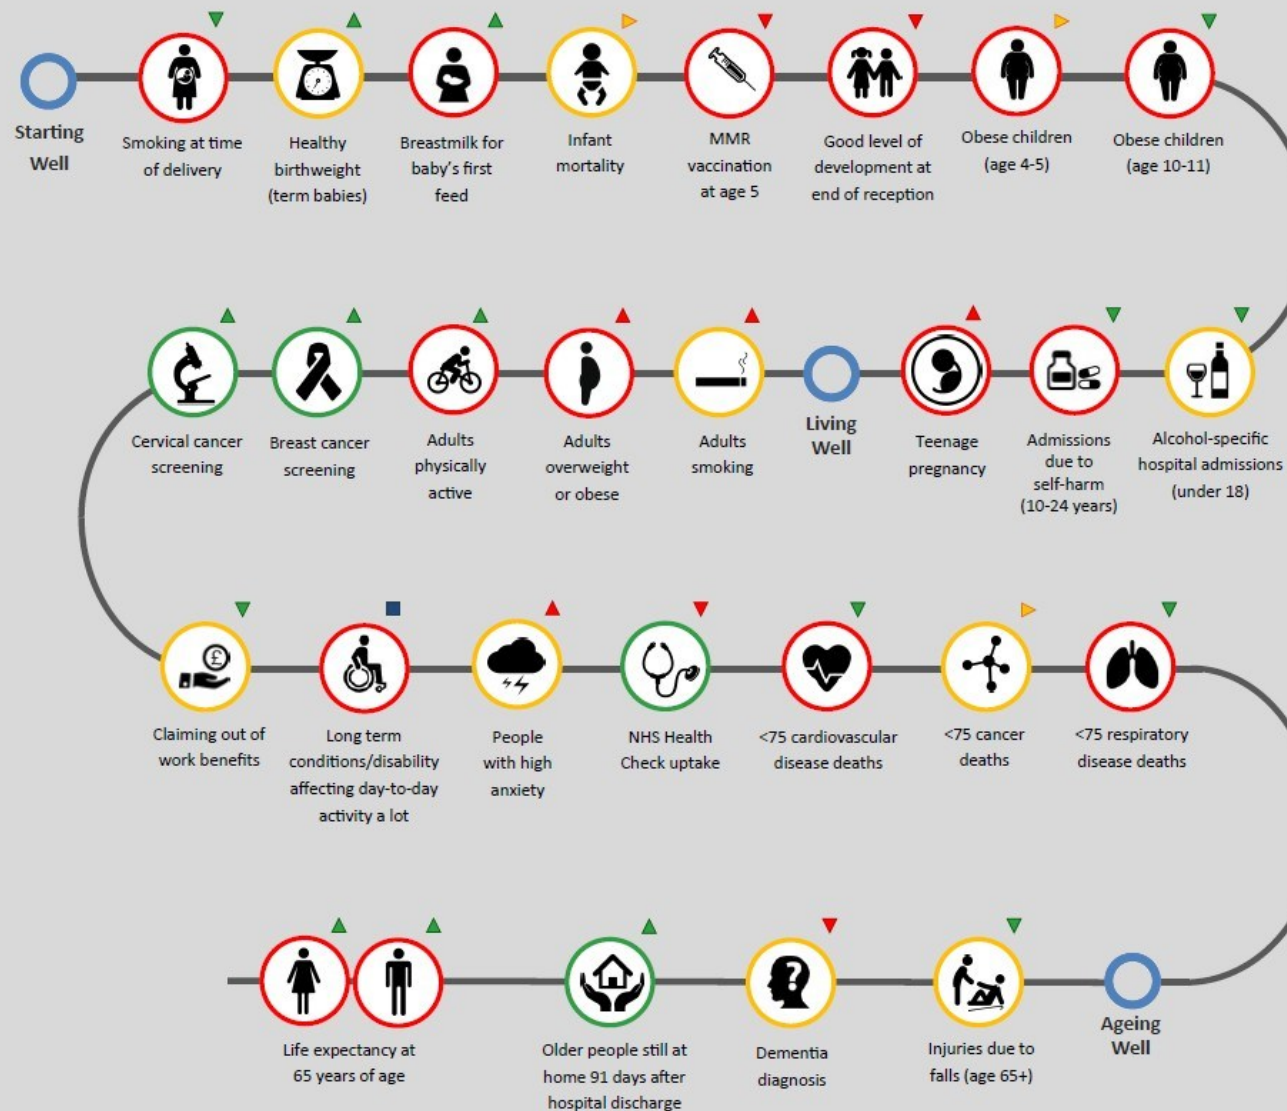 Starting
Well
Smoking at time
of delivery
Healthy
birthweight
(term babies)
Breastmilk for
baby's first
feed
Infant
mortality
MMR
vaccination
at age 5
Good level of
development at
end of reception
Obese children
(age 4-5)
Obese children
(age 10-11)
Alcohol-specific
hospital admissions
(under 18)
Admissions
due to
self-harm
(10-24 years)
Teenage
pregnancy
Living
Well
Adults
smoking
Adults
overweight
or obese
Adults
physically
active
Breast cancer
screening
Cervical cancer
screening
£
Claiming out of
work benefits
Long term
conditions/disability
affecting day-to-day
activity a lot
People
with high
anxiety
NHS Health
Check uptake
<75 cardiovascular
disease deaths
<75 cancer
deaths
<75 respiratory
disease deaths
Ageing
Well
Injuries due to
falls (age 65+)
?
Dementia
diagnosis
Older people still at
home 91 days after
hospital discharge
Life expectancy at
65 years of age